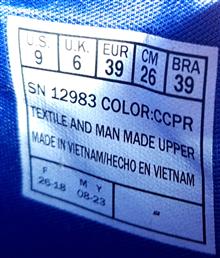 U.S. U.K. EUR CM BRA
9 6 39 26 39
SN 12983 COLOR:CCPR
TEXTILE AND MAN MADE UPPER
MADE IN VIETNAM/HECHO EN VIETNAM
F M Y
26-18 08-23 -